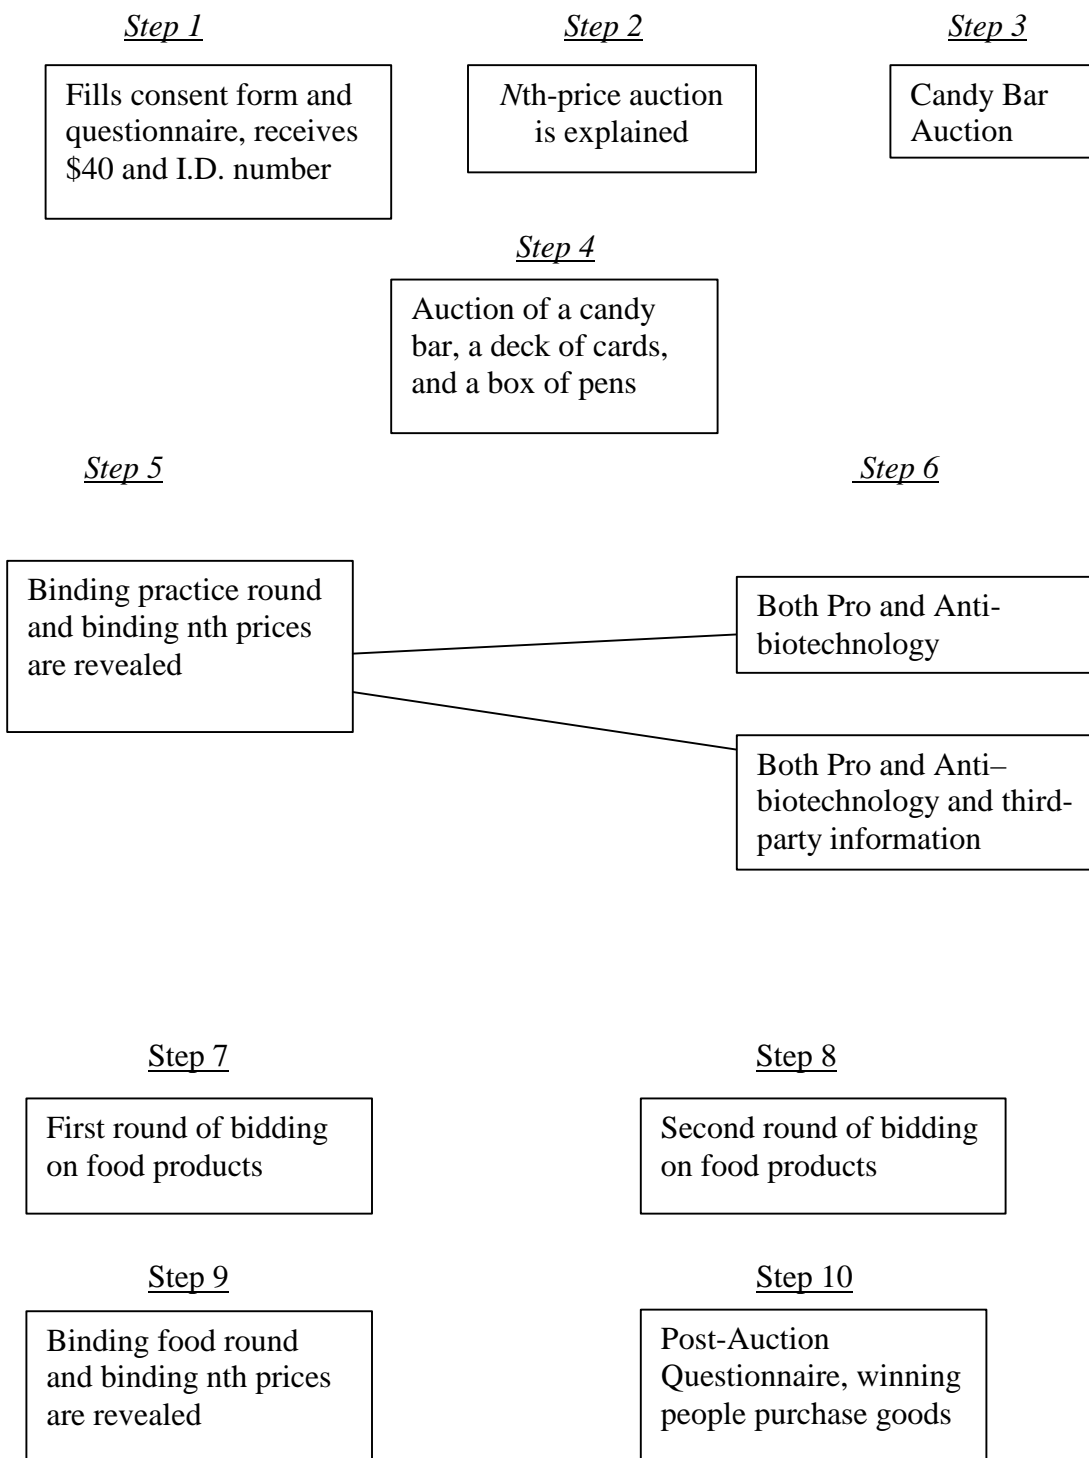 Step 1
Fills consent form and
questionnaire, receives
$40 and I.D. number
Step 2
Nth-price auction
is explained
Step 3
Candy Bar
Auction
Step 4
Auction of a candy
bar, a deck of cards,
and a box of pens
Step 5
Binding practice round
and binding nth prices
are revealed
Step 6
Both Pro and Anti-
biotechnology
Both Pro and Anti–
biotechnology and third-
party information
Step 7
First round of bidding
on food products
Step 8
Second round of bidding
on food products
Step 9
Binding food round
and binding nth prices
are revealed
Step 10
Post-Auction
Questionnaire, winning
people purchase goods